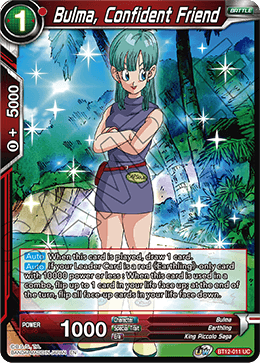 1
Bulma, Confident Friend
BATTLE
+ 5000
Auto When this card is played, draw 1 card.
Auto If your Leader Card is a red ⟨Earthling⟩ only card
with 10000 power or less : When this card is used in a
combo, flip up to 1 card in your life face up; at the end of
the turn, flip all face-up cards in your life face down.
POWER
1000
Character
Bulma
Special Trait
Earthling
King Piccolo Saga
BT12-011 UC